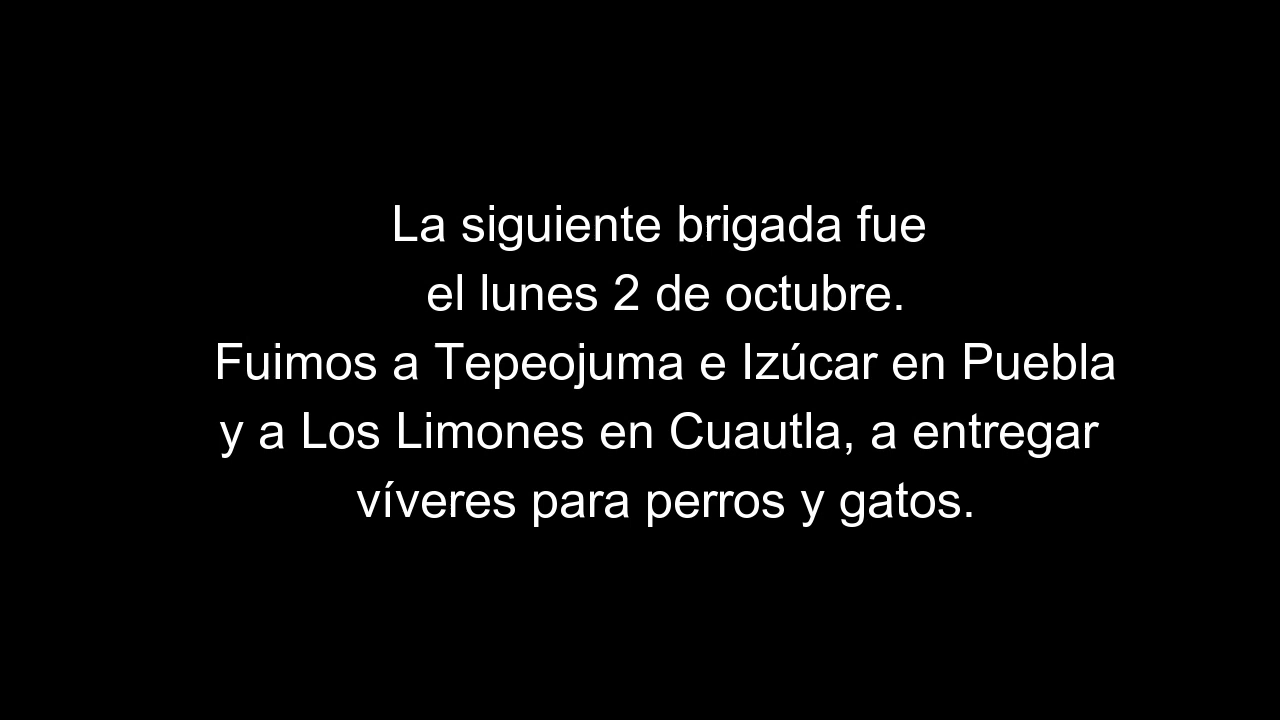 La siguiente brigada fue
el lunes 2 de octubre.
Fuimos a Tepeojuma e Izúcar en Puebla
y a Los Limones en Cuautla, a entregar
víveres para perros y gatos.